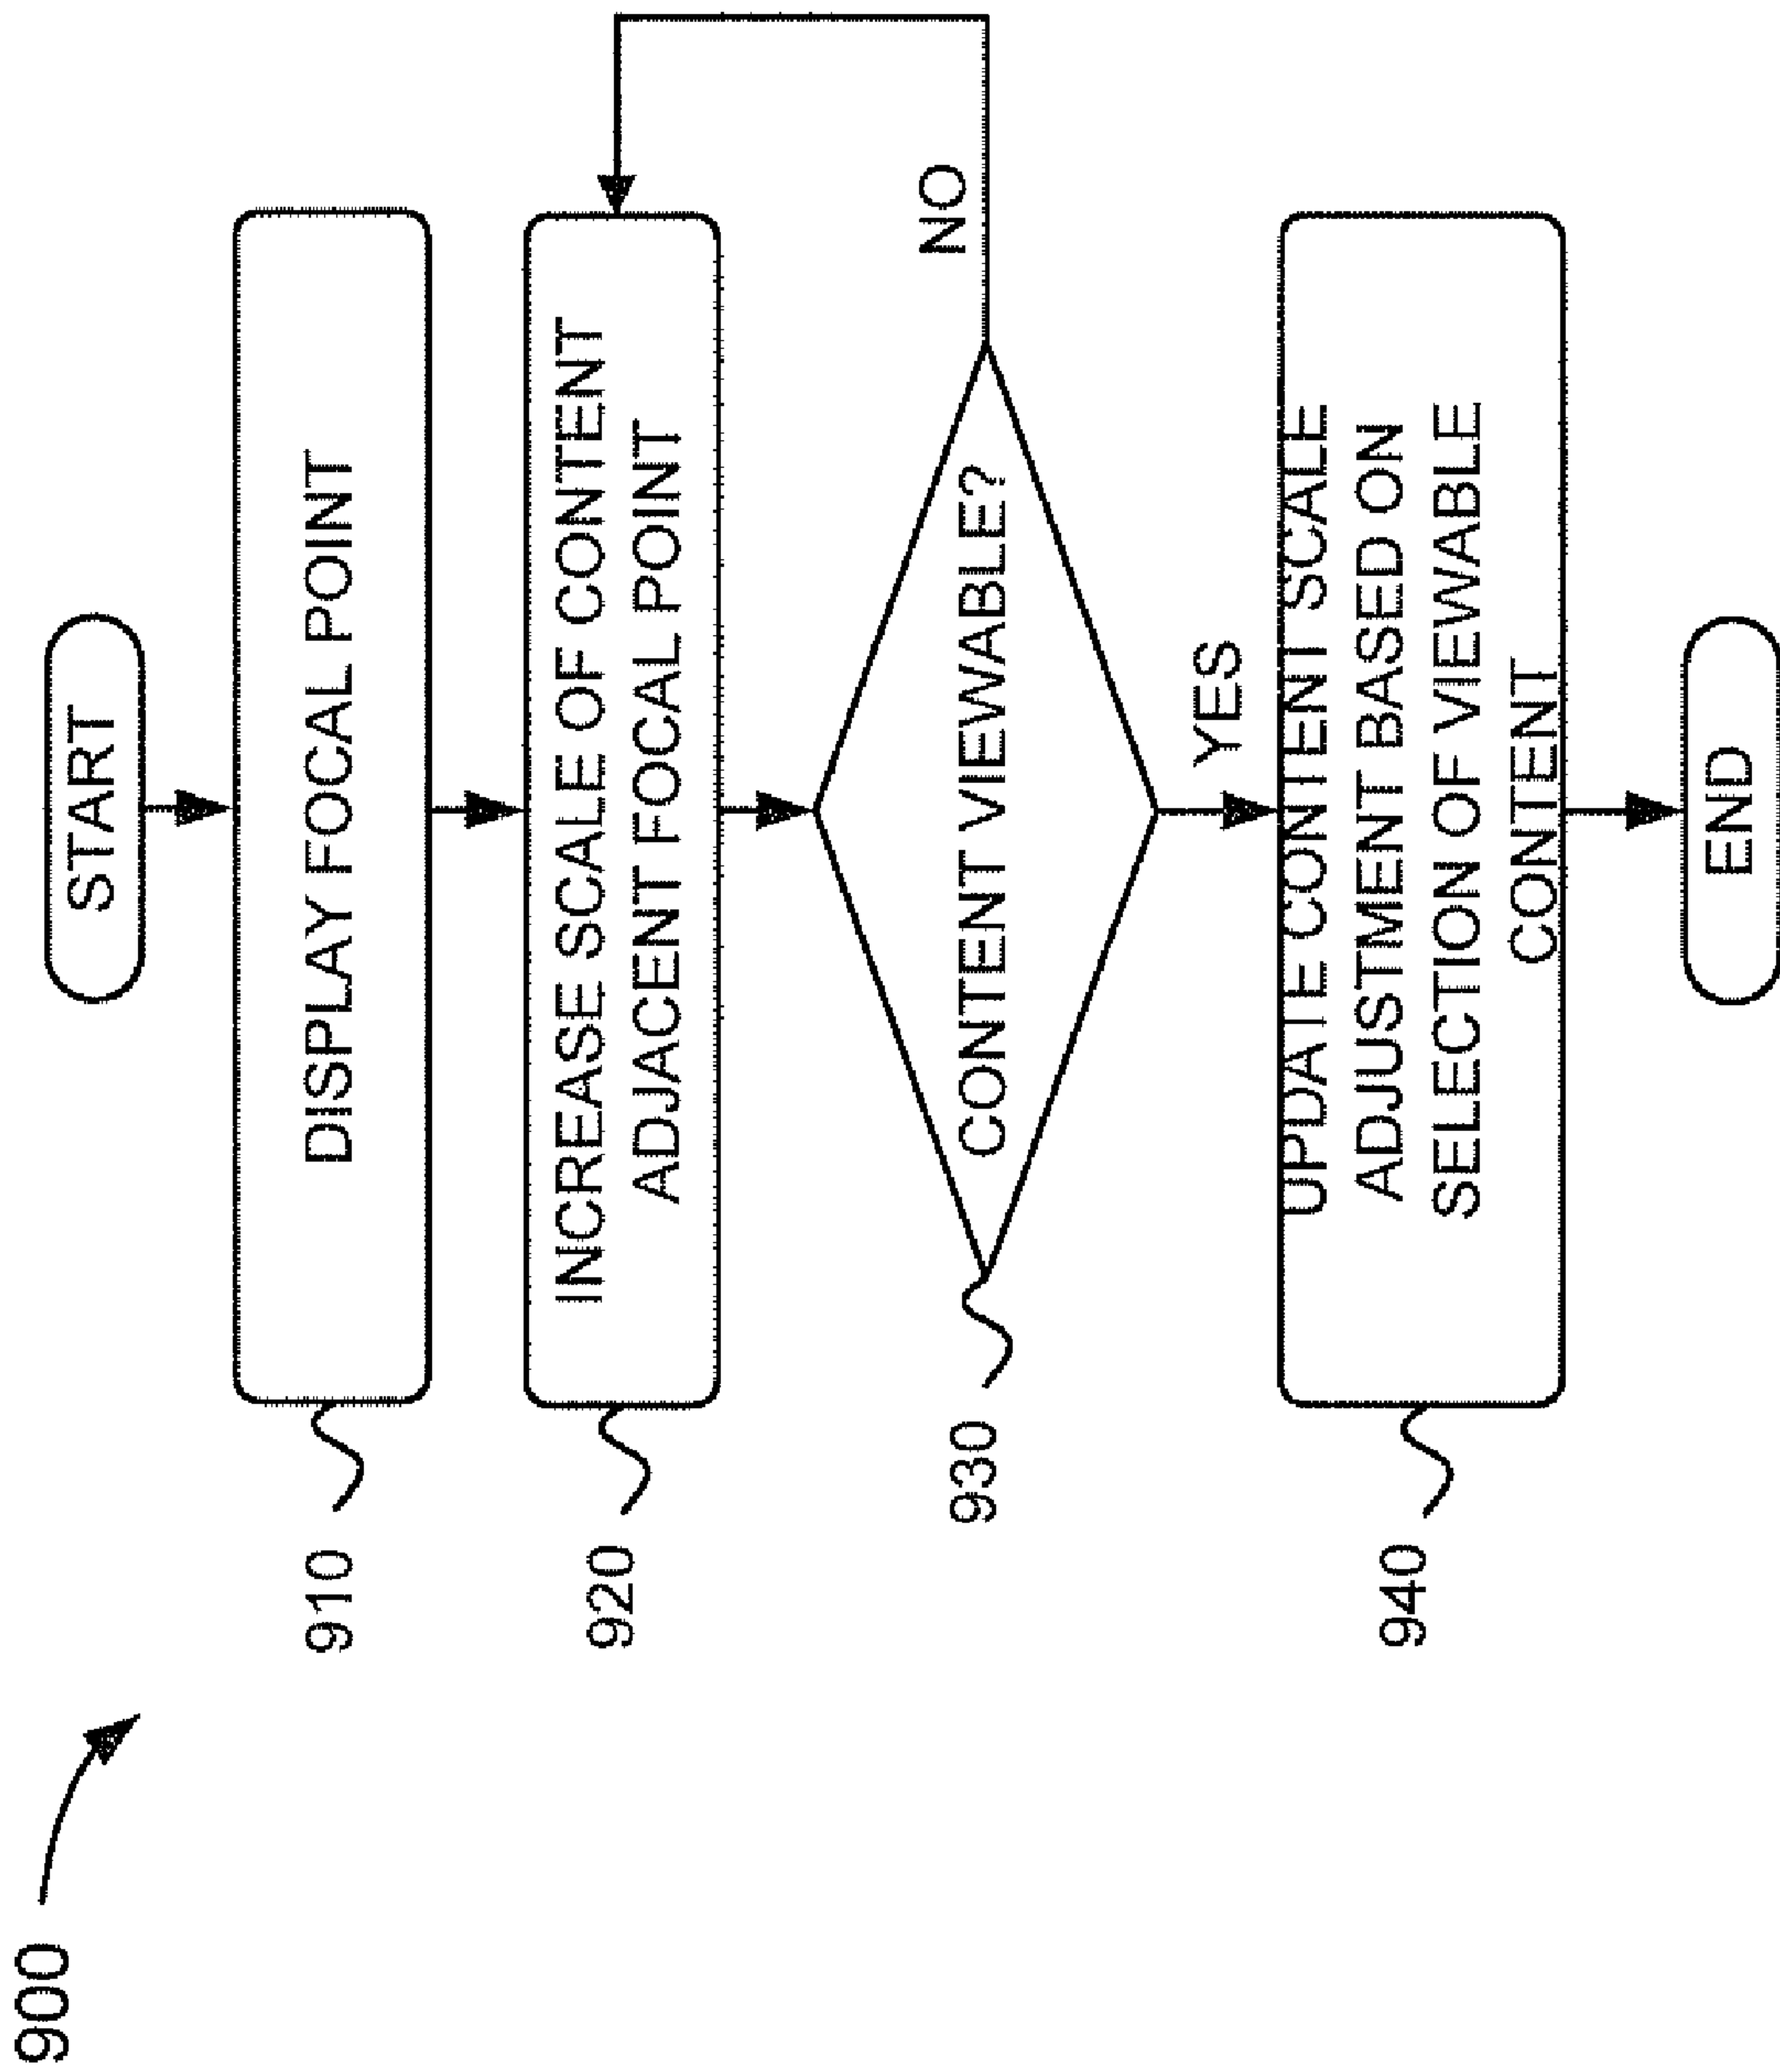 900
START
910
DISPLAY FOCAL POINT
920
INCREASE SCALE OF CONTENT
ADJACENT FOCAL POINT
930
CONTENT VIEWABLE?
NO
YES
940
UPDATE CONTENT SCALE
ADJUSTMENT BASED ON
SELECTION OF VIEWABLE
CONTENT
END